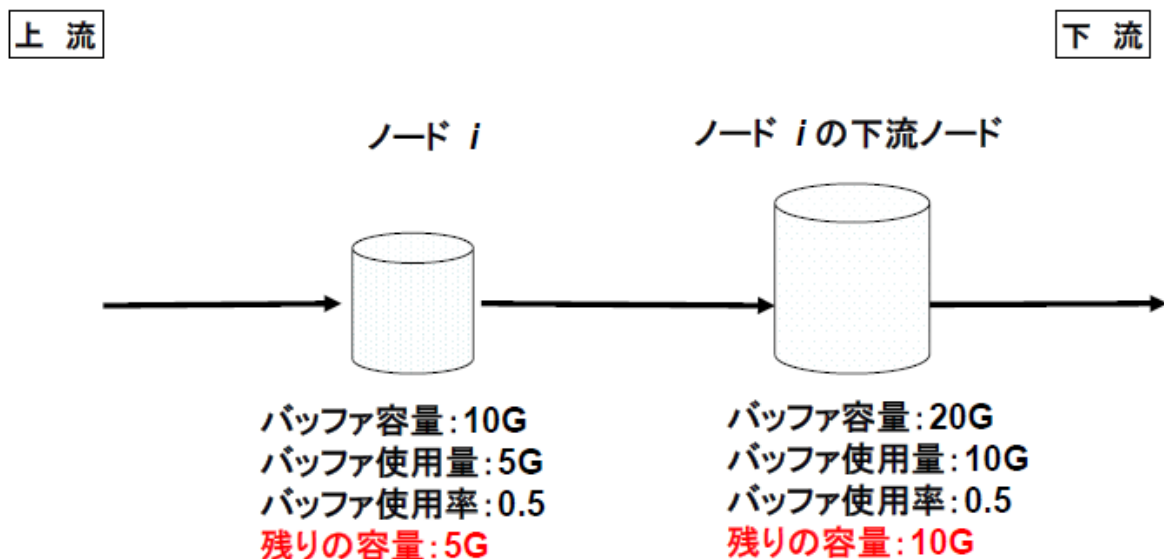 上 流
下 流
ノード i
ノード i の下流ノード
バッファ容量:10G
バッファ使用量:5G
バッファ使用率:0.5
残りの容量:5G
バッファ容量:20G
バッファ使用量:10G
バッファ使用率:0.5
残りの容量:10G